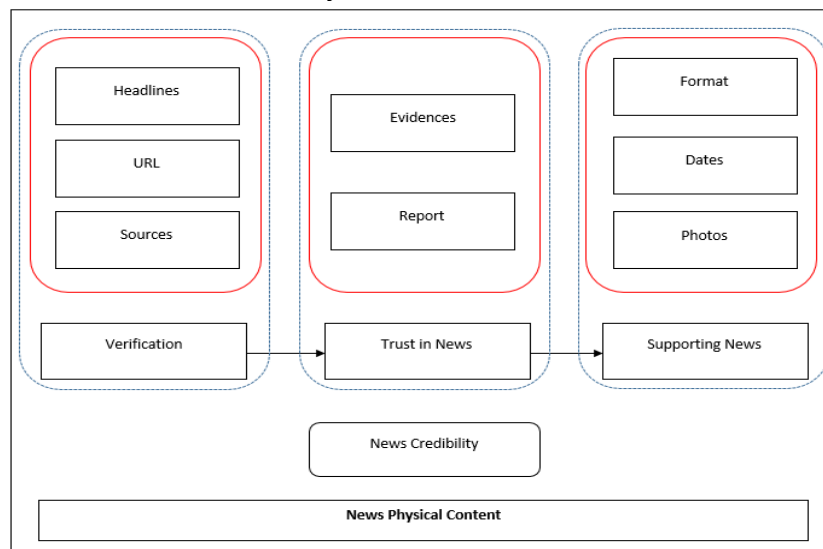 Headlines
URL
Sources
Verification
Evidences
Report
Trust in News
Format
Dates
Photos
Supporting News
News Credibility
News Physical Content